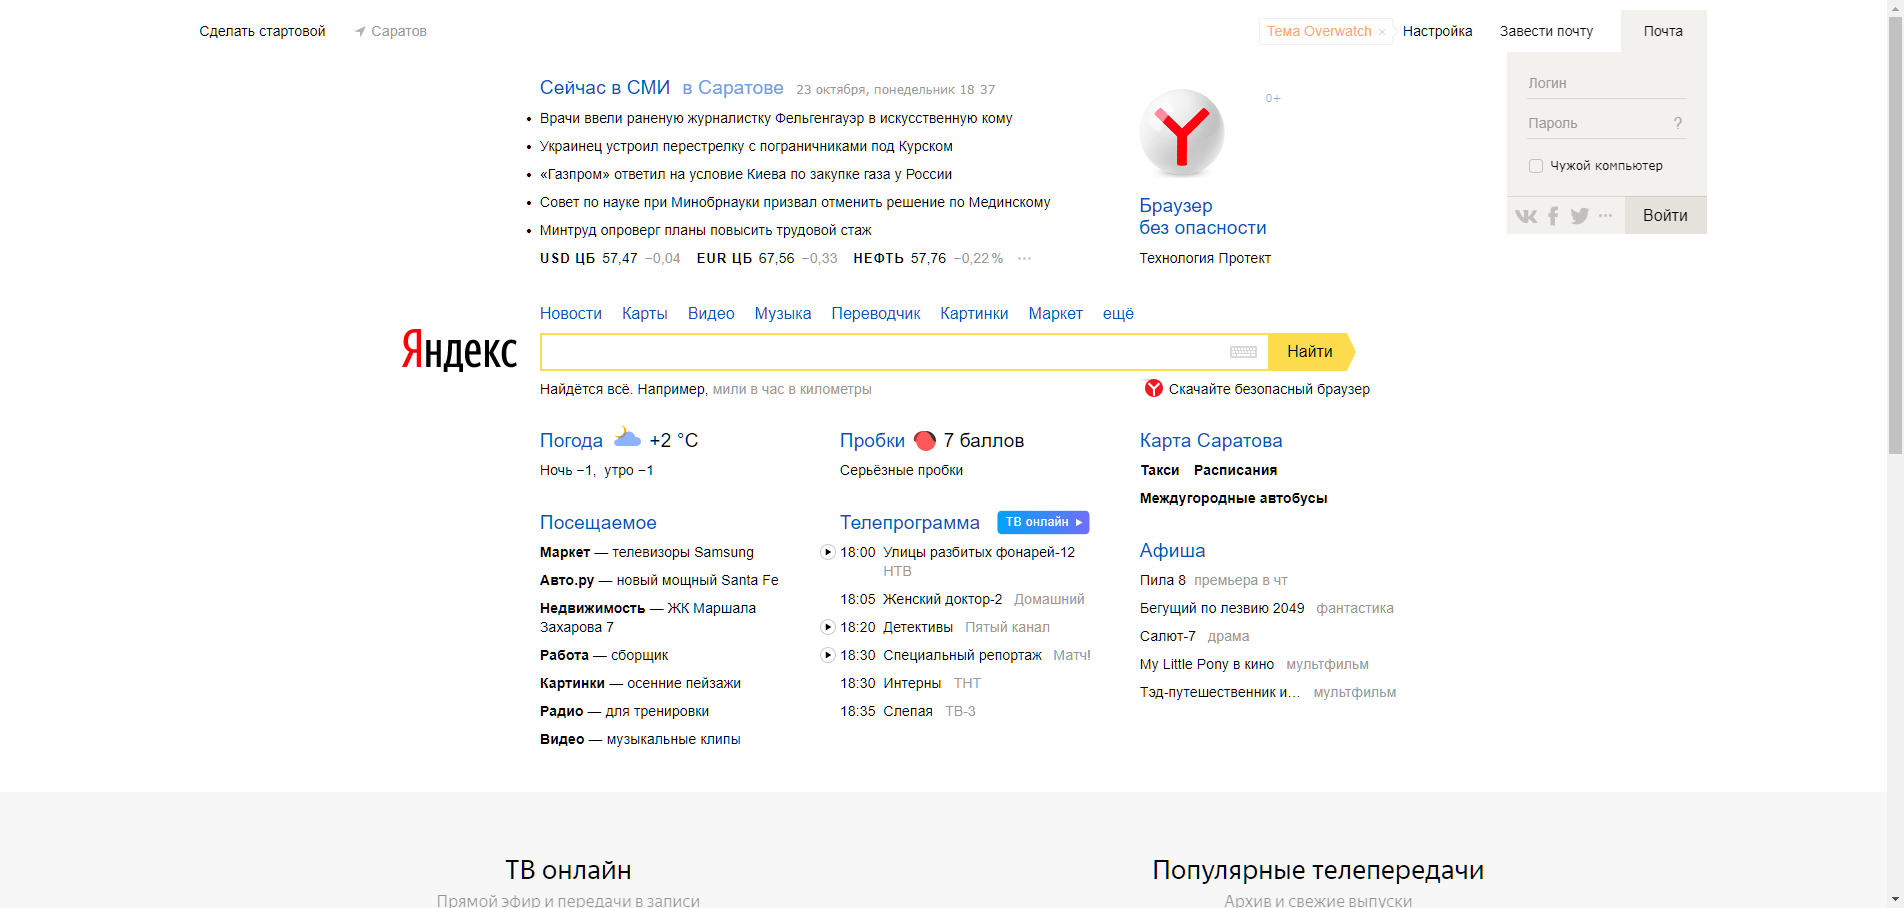 Сделать стартовой Саратов
Тема Overwatch × Настройка Завести почту Почта
Сейчас в СМИ в Саратове 23 октября, понедельник 18 37
Врачи ввели раненую журналистку Фельгенгауэр в искусственную кому
Украинец устроил перестрелку с пограничниками под Курском
«Газпром» ответил на условие Киева по закупке газа у России
Совет по науке при Минобрнауки призвал отменить решение по Мединскому
Минтруд опроверг планы повысить трудовой стаж
USD ЦБ 57,47 −0,04 EUR ЦБ 67,56 −0,33 НЕФТЬ 57,76 −0,22 % ···
0+
Браузер
без опасности
Технология Протект
Логин
Пароль ?
Чужой компьютер
··· Войти
Новости Карты Видео Музыка Переводчик Картинки Маркет ещё
Яндекс
Найти
Найдётся всё. Например, мили в час в километры
Скачайте безопасный браузер
Погода +2 °C
Ночь −1, утро −1
Пробки 7 баллов
Серьёзные пробки
Карта Саратова
Такси Расписания
Междугородные автобусы
Посещаемое
Маркет — телевизоры Samsung
Авто.ру — новый мощный Santa Fe
Недвижимость — ЖК Маршала
Захарова 7
Работа — сборщик
Картинки — осенние пейзажи
Радио — для тренировки
Видео — музыкальные клипы
Телепрограмма ТВ онлайн
18:00 Улицы разбитых фонарей-12
НТВ
18:05 Женский доктор-2 Домашний
18:20 Детективы Пятый канал
18:30 Специальный репортаж Матч!
18:30 Интерны ТНТ
18:35 Слепая ТВ-3
Афиша
Пила 8 премьера в чт
Бегущий по лезвию 2049 фантастика
Салют-7 драма
My Little Pony в кино мультфильм
Тэд-путешественник и... мультфильм
ТВ онлайн
Прямой эфир и передачи в записи
Популярные телепередачи
Архив и свежие выпуски